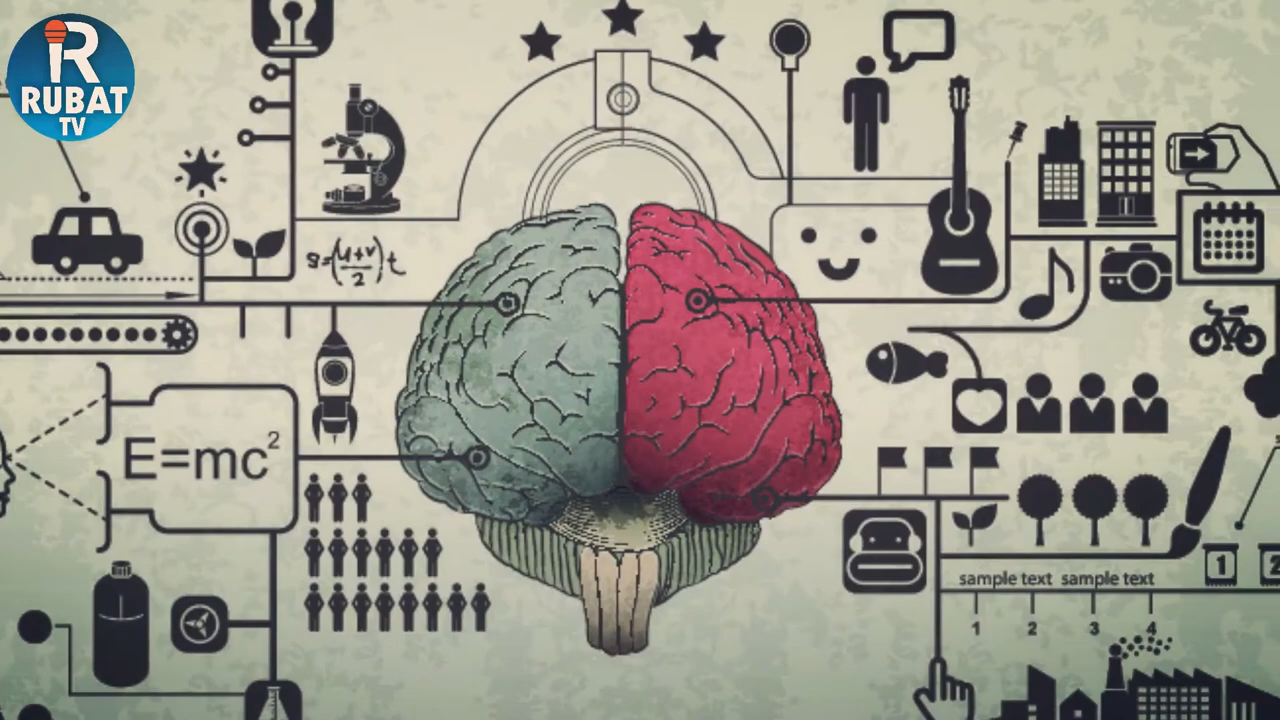 RUBAT
TV
s=(u+v/2)t
E=mc²
sample text sample text
1 2 3 4
1 2